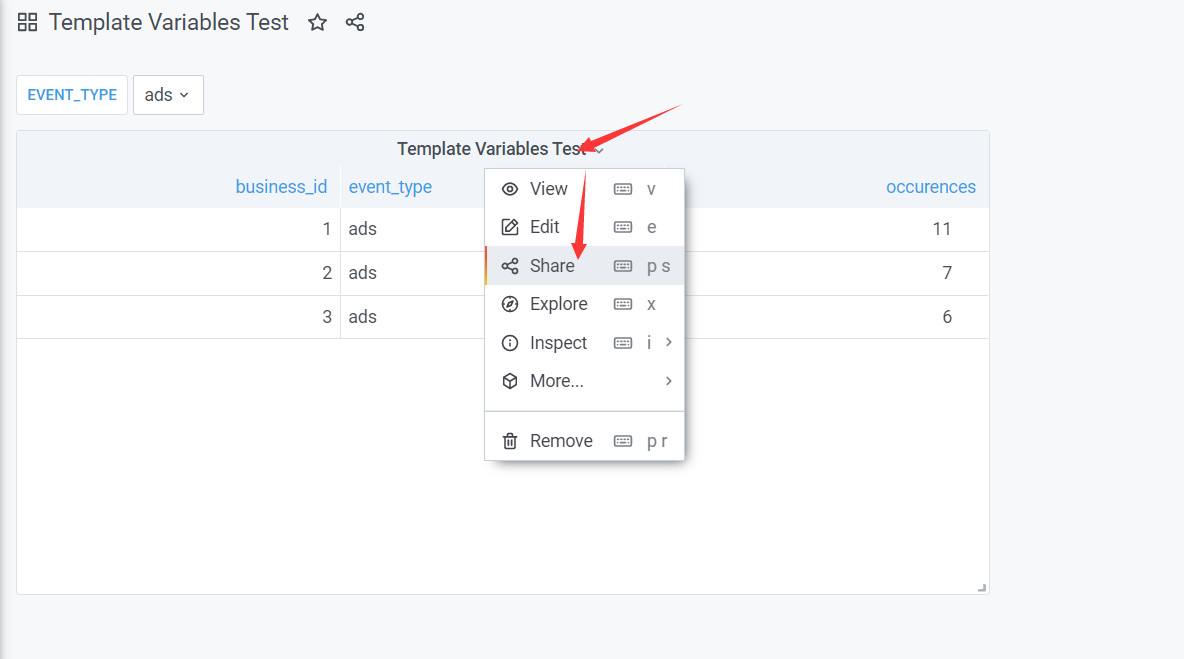 Template Variables Test
EVENT_TYPE ads
Template Variables Test
business_id event_type occurences
View v
1 ads 11
Edit e
Share p s
2 ads 7
Explore x
3 ads 6
Inspect i
More...
Remove p r